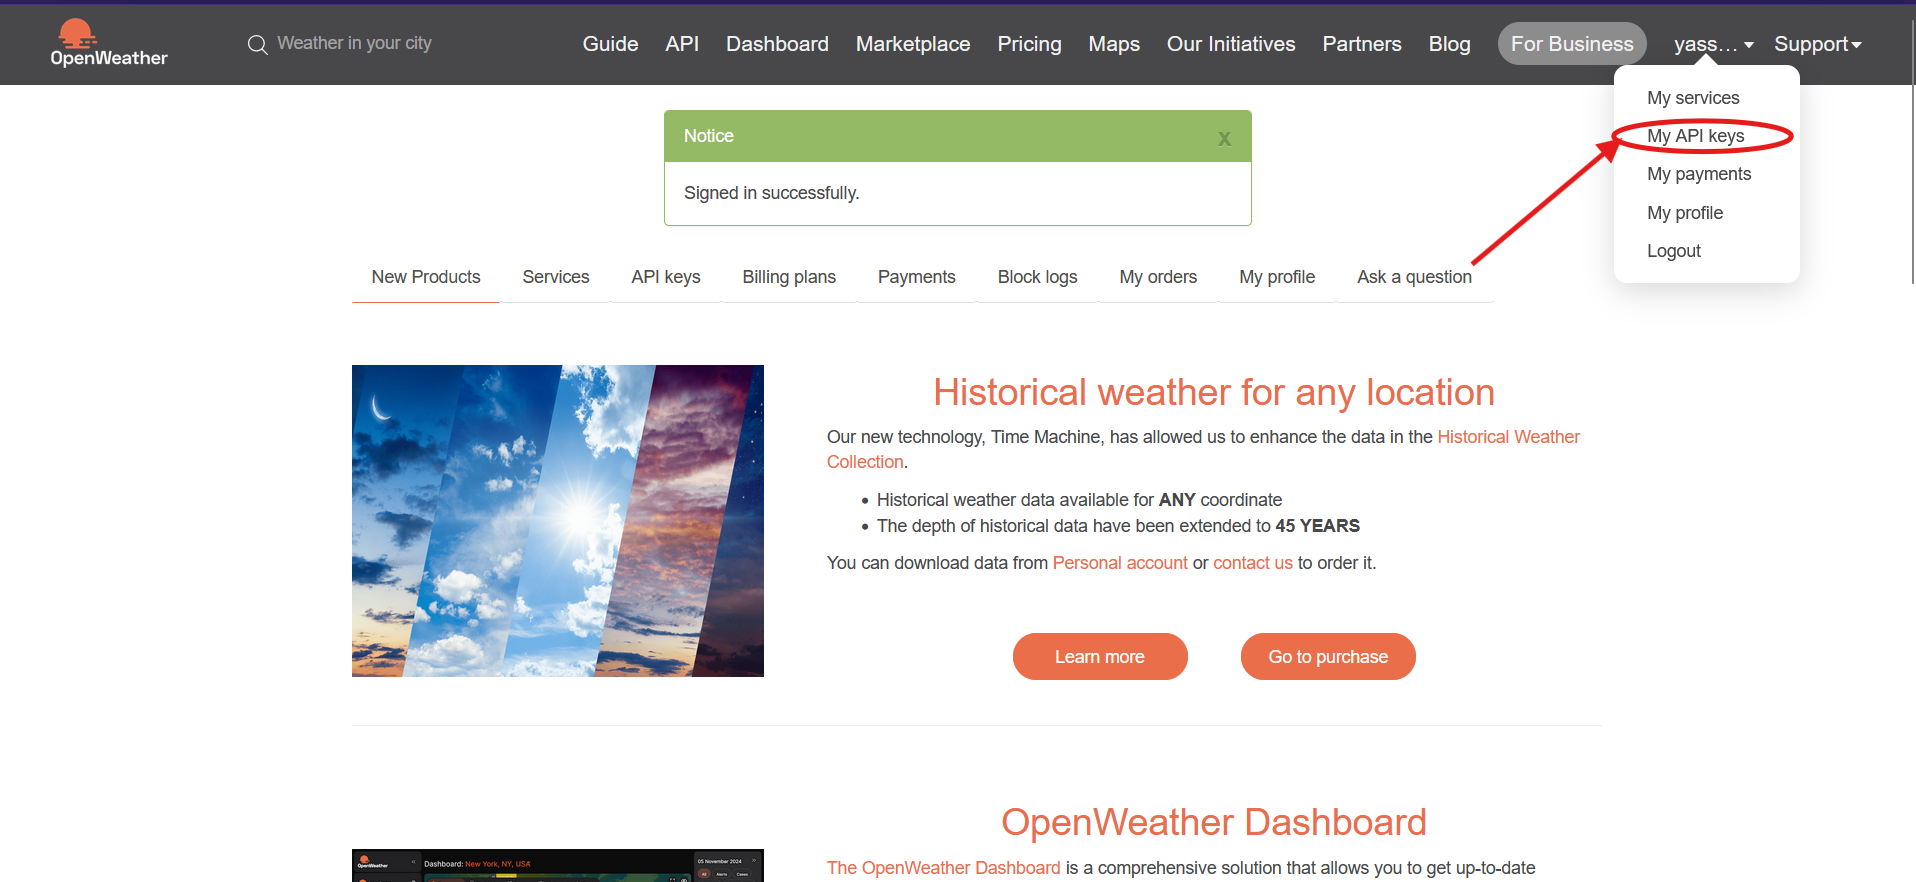 OpenWeather
Weather in your city
Guide
API
Dashboard
Marketplace
Pricing
Maps
Our Initiatives
Partners
Blog
For Business
yass...
Support
My services
My API keys
My payments
My profile
Logout
Notice
x
Signed in successfully.
New Products
Services
API keys
Billing plans
Payments
Block logs
My orders
My profile
Ask a question
Historical weather for any location
Our new technology, Time Machine, has allowed us to enhance the data in the Historical Weather
Collection.
• Historical weather data available for ANY coordinate
• The depth of historical data have been extended to 45 YEARS
You can download data from Personal account or contact us to order it.
Learn more
Go to purchase
OpenWeather Dashboard
OpenWeather
Dashboard: New York, NY, USA
05 November 2024
All
Alerts
Cases
The OpenWeather Dashboard is a comprehensive solution that allows you to get up-to-date